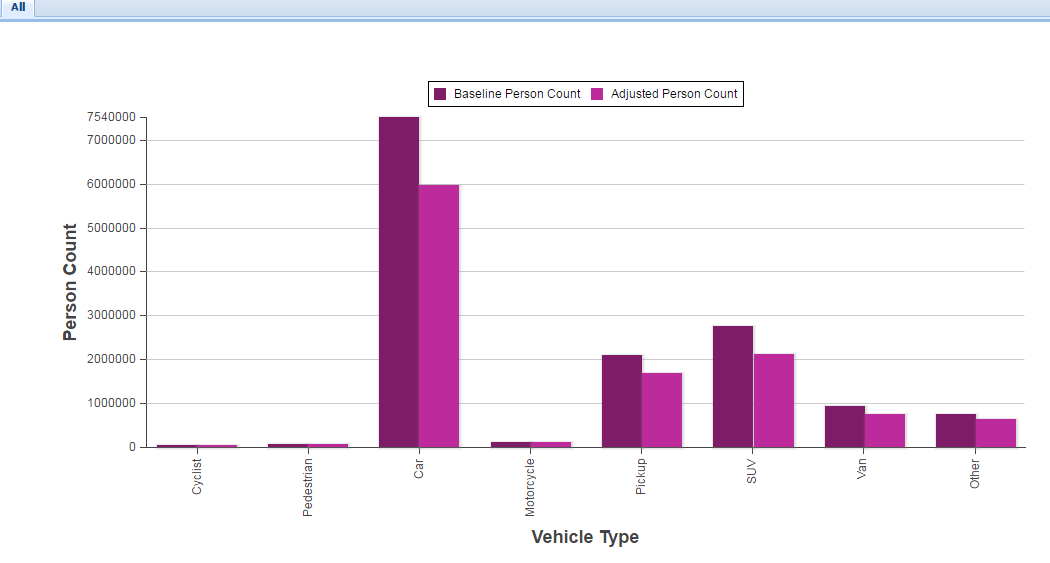 All
Baseline Person Count Adjusted Person Count
7540000
7000000
6000000
5000000
4000000
3000000
2000000
1000000
0
Person Count
Cyclist
Pedestrian
Car
Motorcycle
Pickup
SUV
Van
Other
Vehicle Type